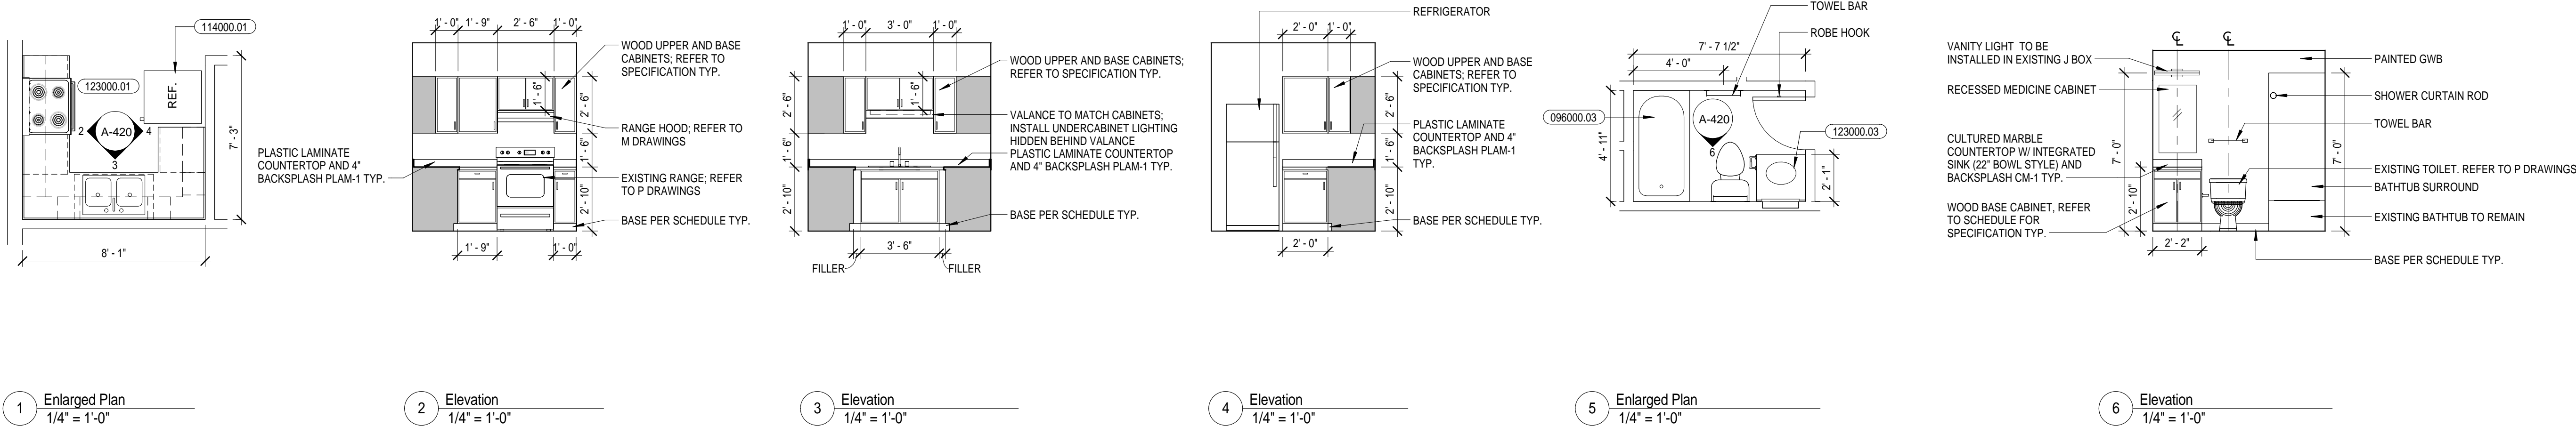 114000.01
123000.01
REF.
2
A-420
4
3
7' - 3"
8' - 1"
1
Enlarged Plan
1/4" = 1'-0"
1' - 0"
1' - 9"
2' - 6"
1' - 0"
WOOD UPPER AND BASE
CABINETS; REFER TO
SPECIFICATION TYP.
1' - 6"
2' - 6"
RANGE HOOD; REFER TO
M DRAWINGS
1' - 6"
PLASTIC LAMINATE
COUNTERTOP AND 4"
BACKSPLASH PLAM-1 TYP.
EXISTING RANGE; REFER
TO P DRAWINGS
2' - 10"
BASE PER SCHEDULE TYP.
1' - 9"
1' - 0"
2
Elevation
1/4" = 1'-0"
1' - 0"
3' - 0"
1' - 0"
WOOD UPPER AND BASE CABINETS;
REFER TO SPECIFICATION TYP.
1' - 6"
2' - 6"
VALANCE TO MATCH CABINETS;
INSTALL UNDERCABINET LIGHTING
HIDDEN BEHIND VALANCE
1' - 6"
PLASTIC LAMINATE COUNTERTOP
AND 4" BACKSPLASH PLAM-1 TYP.
2' - 10"
BASE PER SCHEDULE TYP.
3' - 6"
FILLER
FILLER
3
Elevation
1/4" = 1'-0"
REFRIGERATOR
2' - 0"
1' - 0"
WOOD UPPER AND BASE
CABINETS; REFER TO
SPECIFICATION TYP.
2' - 6"
PLASTIC LAMINATE
COUNTERTOP AND 4"
BACKSPLASH PLAM-1
TYP.
1' - 6"
2' - 10"
BASE PER SCHEDULE TYP.
2' - 0"
4
Elevation
1/4" = 1'-0"
TOWEL BAR
ROBE HOOK
7' - 7 1/2"
4' - 0"
096000.03
A-420
6
123000.03
4' - 11"
2' - 1"
5
Enlarged Plan
1/4" = 1'-0"
VANITY LIGHT TO BE
INSTALLED IN EXISTING J BOX
RECESSED MEDICINE CABINET
CULTURED MARBLE
COUNTERTOP W/ INTEGRATED
SINK (22" BOWL STYLE) AND
BACKSPLASH CM-1 TYP.
WOOD BASE CABINET, REFER
TO SCHEDULE FOR
SPECIFICATION TYP.
CL
CL
7' - 0"
2' - 10"
2' - 2"
7' - 0"
PAINTED GWB
SHOWER CURTAIN ROD
TOWEL BAR
EXISTING TOILET. REFER TO P DRAWINGS
BATHTUB SURROUND
EXISTING BATHTUB TO REMAIN
BASE PER SCHEDULE TYP.
6
Elevation
1/4" = 1'-0"